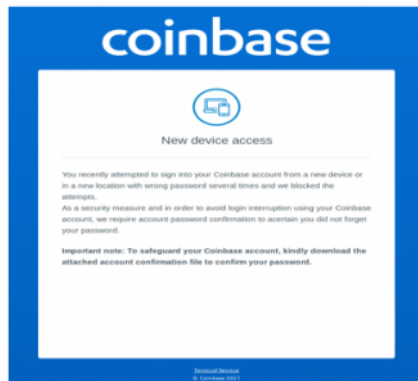 coinbase
New device access
You recently attempted to sign into your Coinbase account from a new device or
in a new location with wrong password several times and we blocked the
attempts.
As a security measure and in order to avoid login interruption using your Coinbase
account, we require account password confirmation to acertain you did not forget
your password.
Important note: To safeguard your Coinbase account, kindly download the
attached account confirmation file to confirm your password.
Terms of Service
© Coinbase 2021